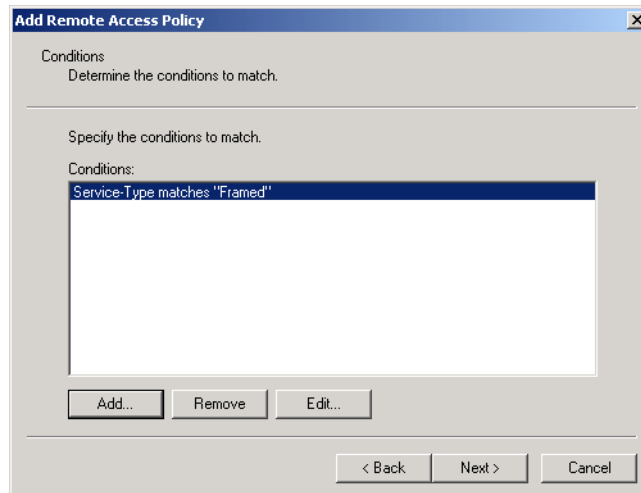 Add Remote Access Policy
Conditions
Determine the conditions to match.
Specify the conditions to match.
Conditions:
Service-Type matches "Framed"
Add... Remove Edit...
< Back Next > Cancel